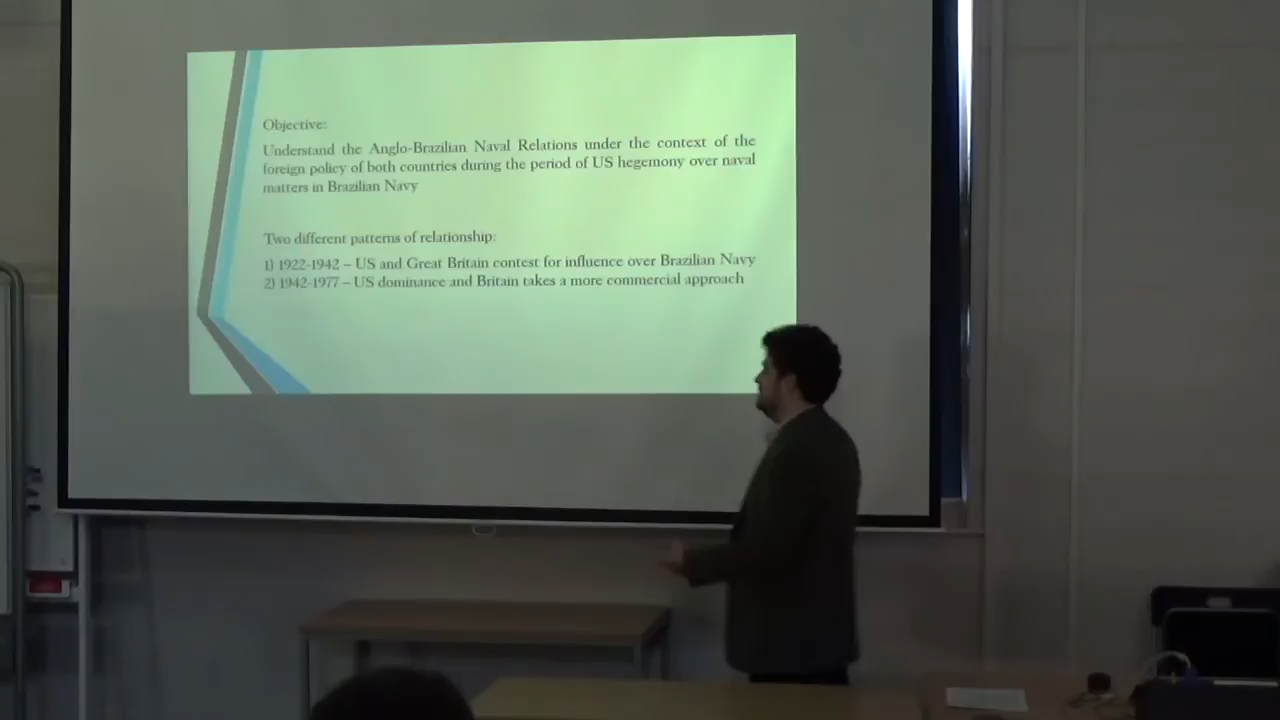 Objective:
Understand the Anglo-Brazilian Naval Relations under the context of the
foreign policy of both countries during the period of US hegemony over naval
matters in Brazilian Navy
Two different patterns of relationship:
1) 1922-1942 – US and Great Britain contest for influence over Brazilian Navy
2) 1942-1977 – US dominance and Britain takes a more commercial approach